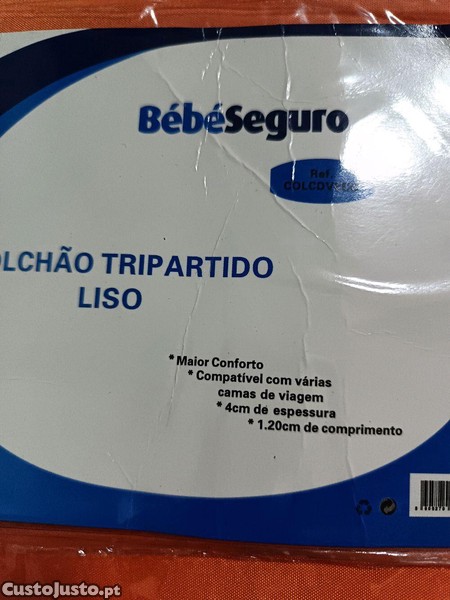 BébéSeguro
Ref.
OLCHÃO TRIPARTIDO
LISO
* Maior Conforto
* Compatível com várias
camas de viagem
* 4cm de espessura
* 1.20cm de comprimento
CustoJusto.pt